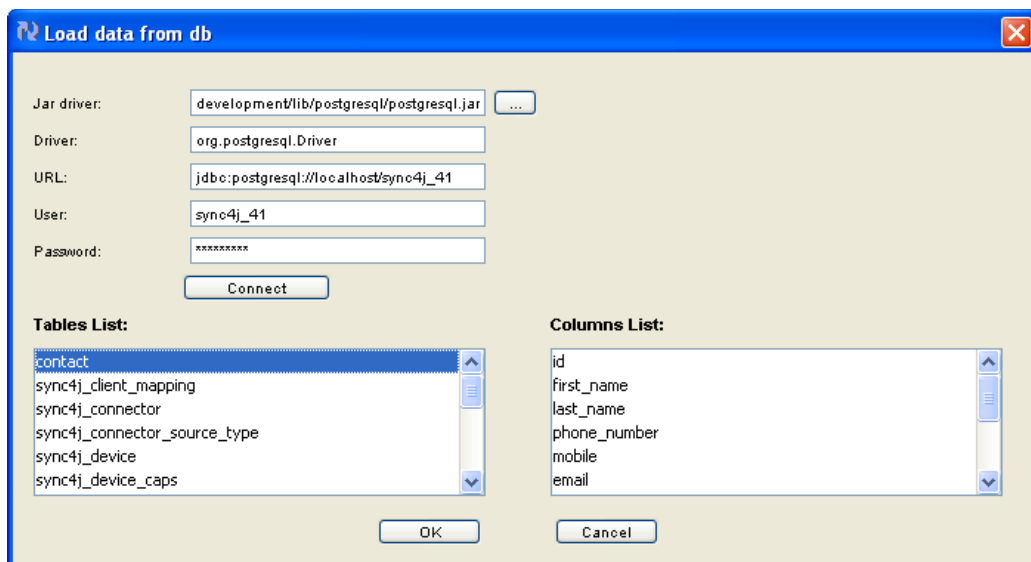 Load data from db
Jar driver: development/lib/postgresql/postgresql.jar ...
Driver: org.postgresql.Driver
URL: jdbc:postgresql://localhost/sync4j_41
User: sync4j_41
Password: *********
Connect
Tables List: Columns List:
contact id
sync4j_client_mapping first_name
sync4j_connector last_name
sync4j_connector_source_type phone_number
sync4j_device mobile
sync4j_device_caps email
OK Cancel